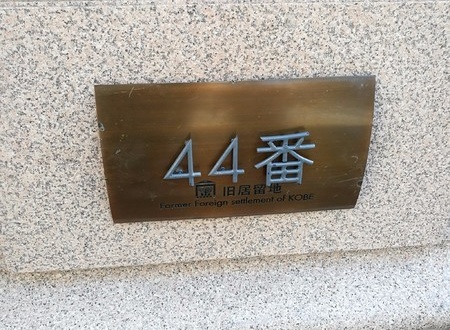 44番
旧居留地
Former Foreign settlement of KOBE